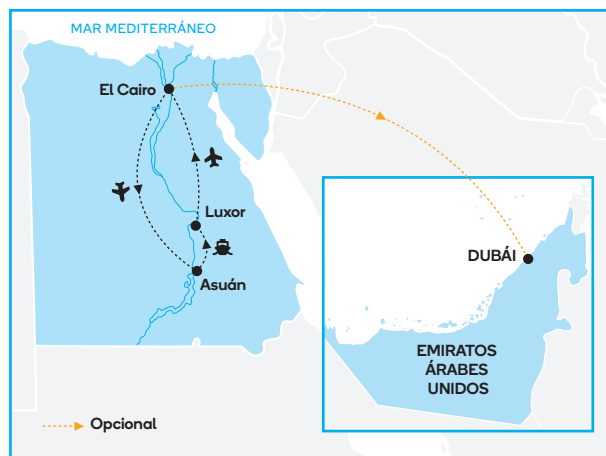 MAR MEDITERRÁNEO
El Cairo
Luxor
Asuán
DUBÁI
EMIRATOS
ÁRABES
UNIDOS
Opcional